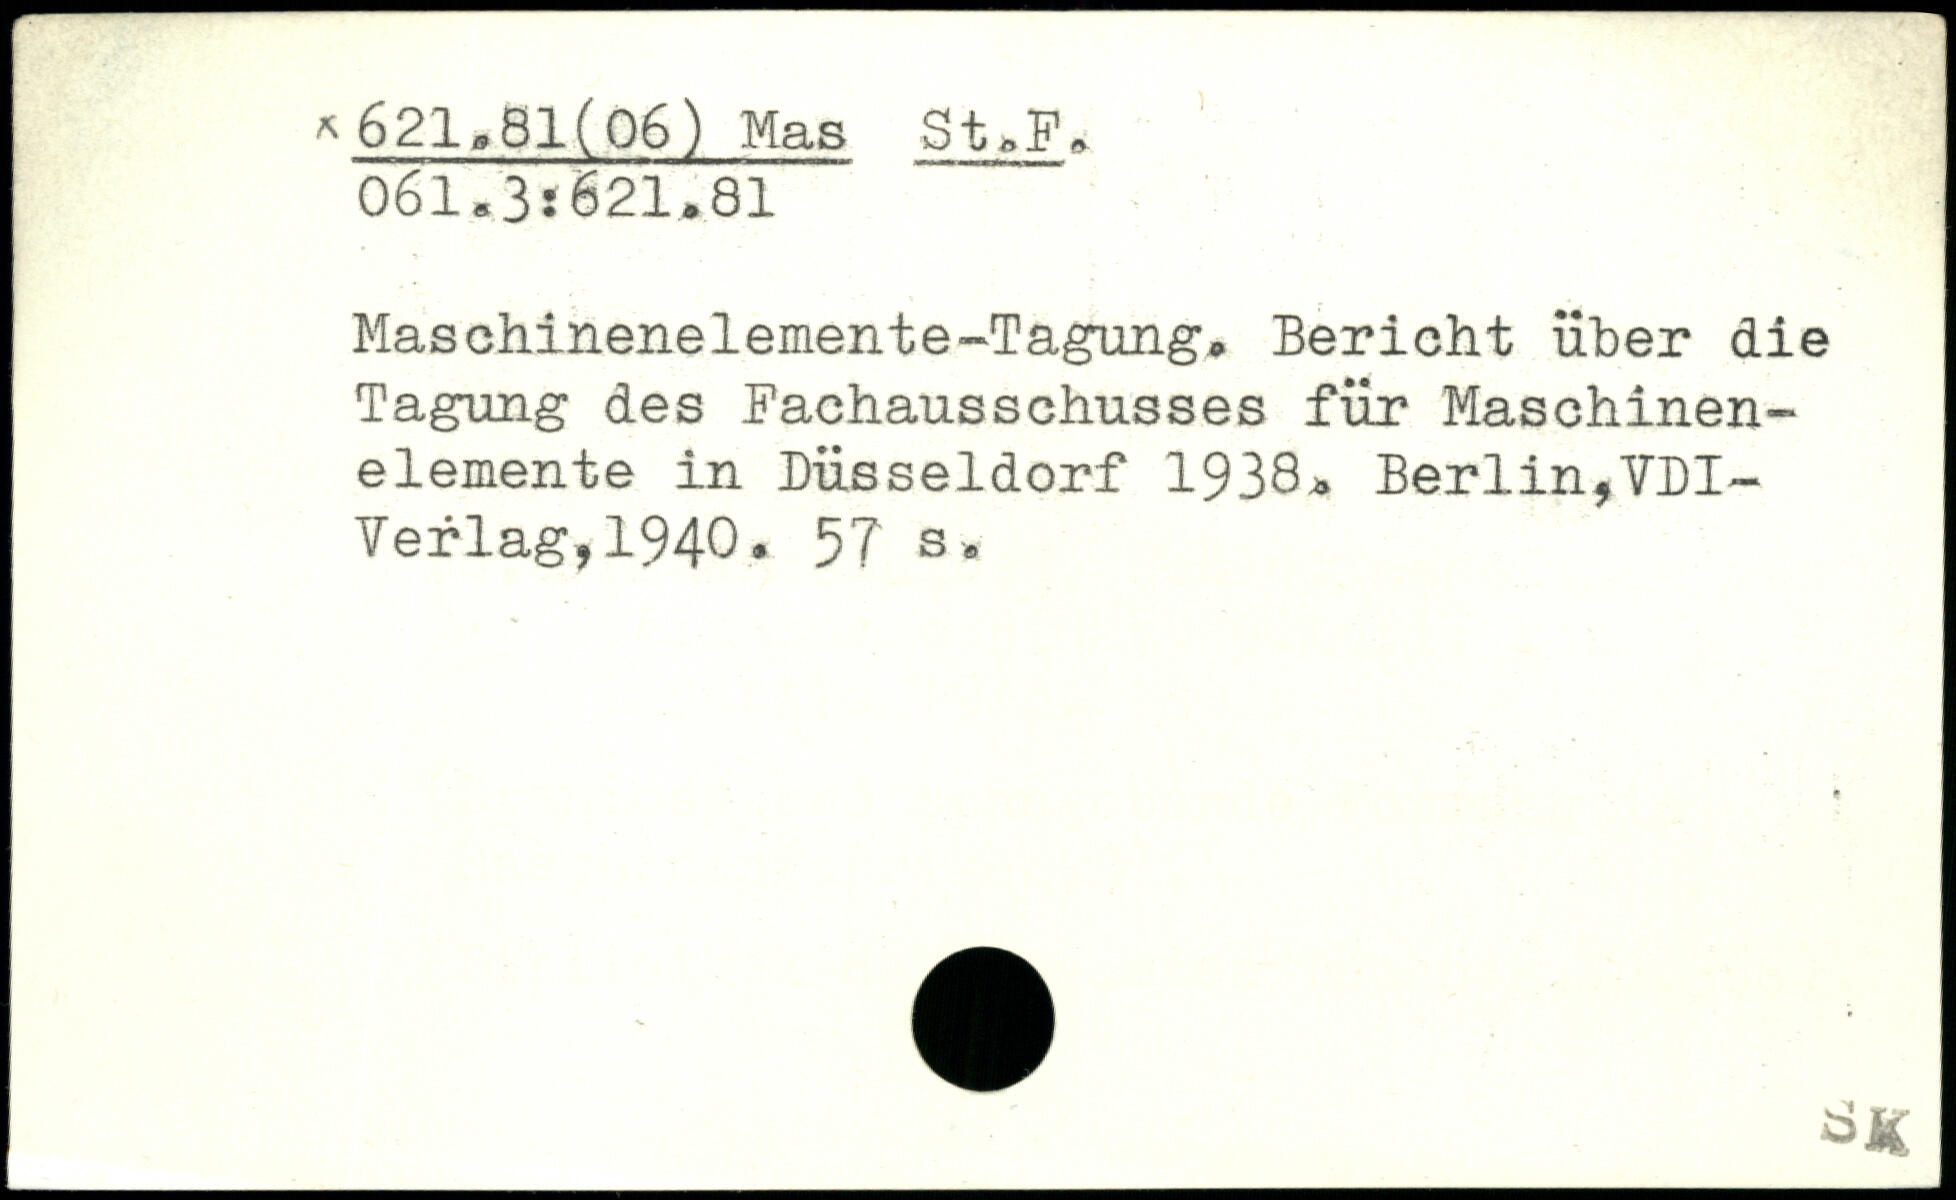 x 621.81(06) Mas St.F.
061.3:621.81
Maschinenelemente-Tagung. Bericht über die
Tagung des Fachausschusses für Maschinen-
elemente in Düsseldorf 1938. Berlin,VDI-
Verlag,1940. 57 s.
SK